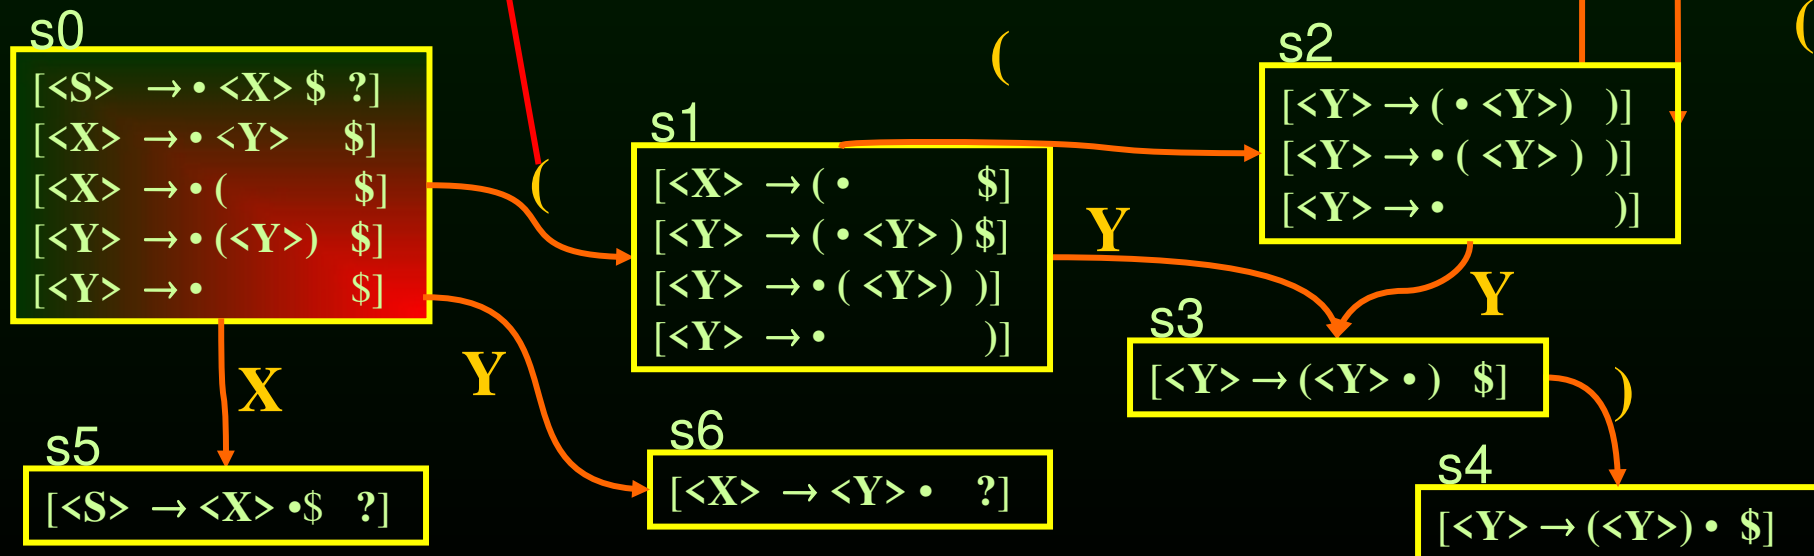 s0
[<S> → • <X> $ ?]
[<X> → • <Y> $]
[<X> → • ( $]
[<Y> → • (<Y>) $]
[<Y> → • $]
(
(
(
s1
[<X> → ( • $]
[<Y> → ( • <Y> ) $]
[<Y> → • ( <Y>) )]
[<Y> → • )]
s2
[<Y> → ( • <Y>) )]
[<Y> → • ( <Y> ) )]
[<Y> → • )]
Y
Y
s3
[<Y> → (<Y> • ) $]
X
Y
)
s5
[<S> → <X> •$ ?]
s6
[<X> → <Y> • ?]
s4
[<Y> → (<Y>) • $]